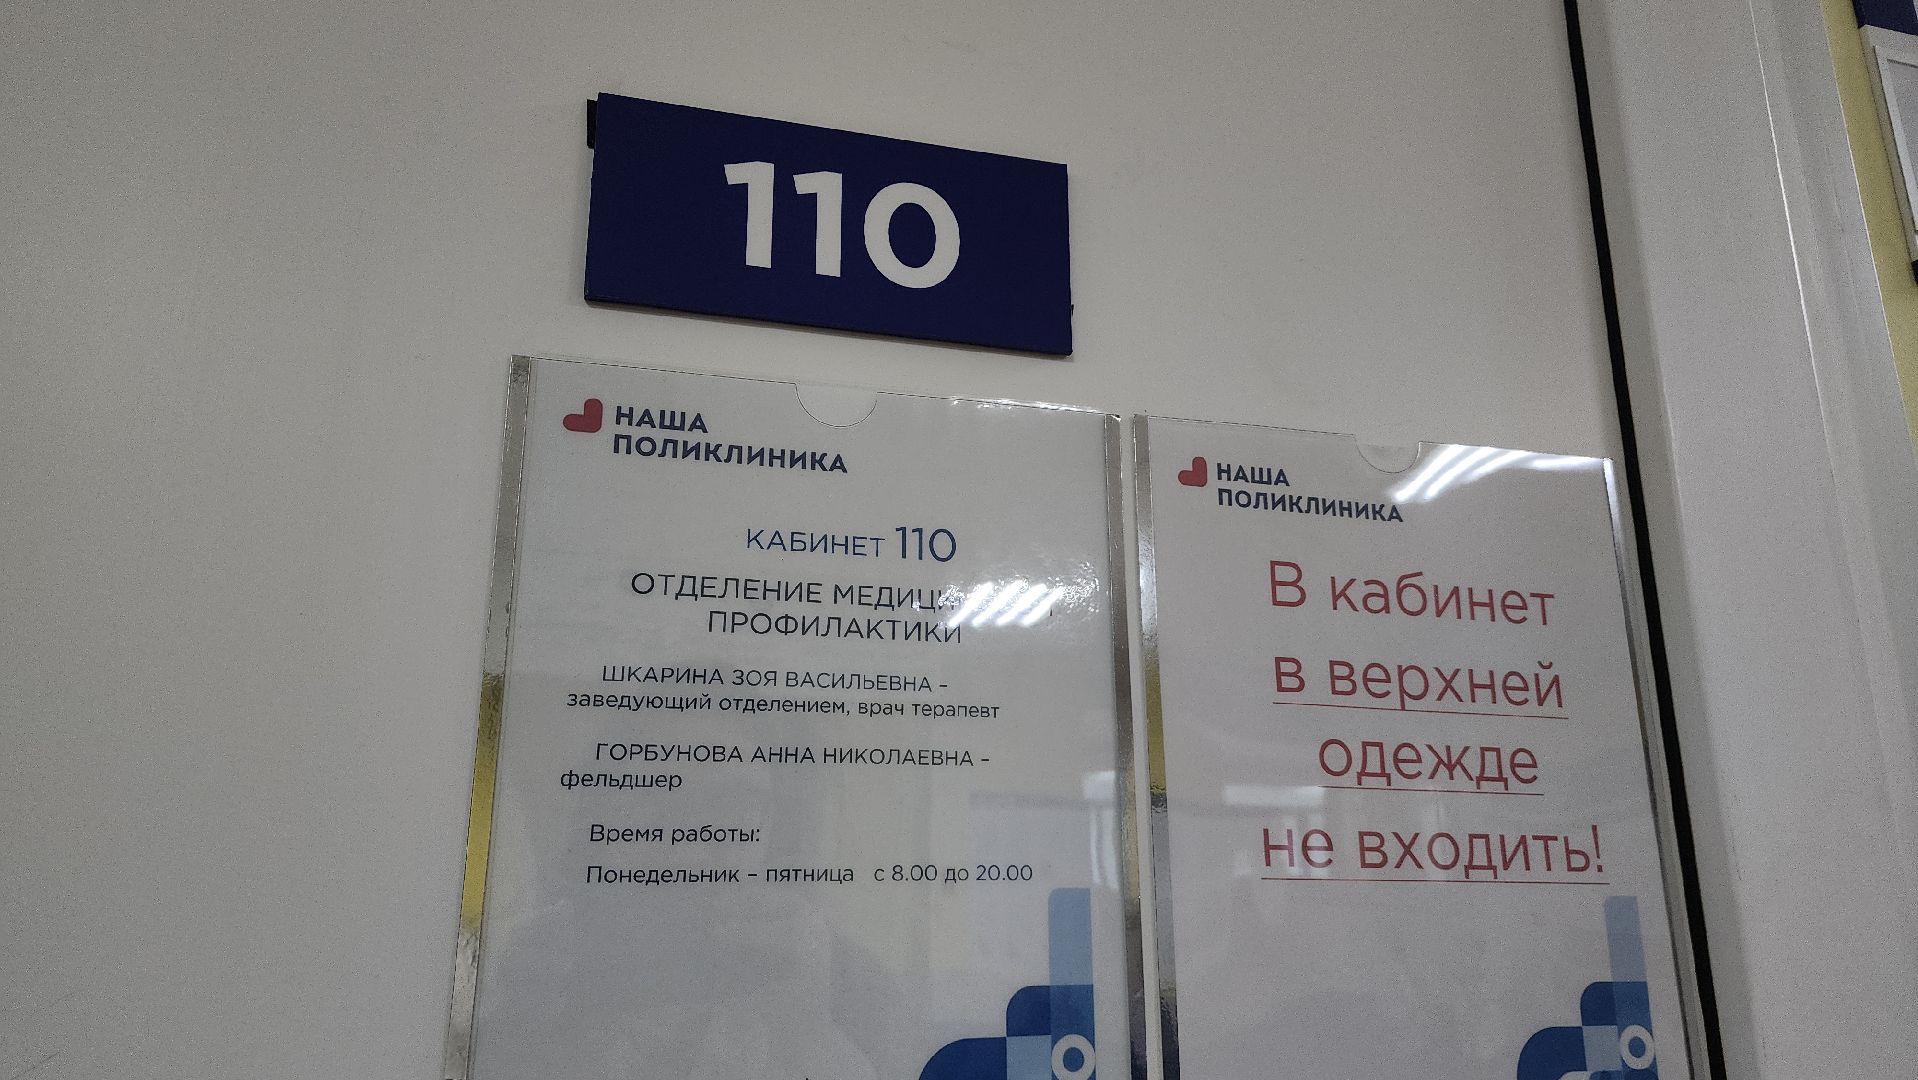 110
НАША
ПОЛИКЛИНИКА
КАБИНЕТ 110
ОТДЕЛЕНИЕ
ПРОФИЛАКТИКИ
ШКАРИНА ЗОЯ ВАСИЛЬЕВНА –
заведующий отделением, врач терапевт
ГОРБУНОВА АННА НИКОЛАЕВНА –
фельдшер
Время работы:
Понедельник – пятница с 8.00 до 20.00
НАША
ПОЛИКЛИНИКА
В кабинет
в верхней
одежде
не входить!